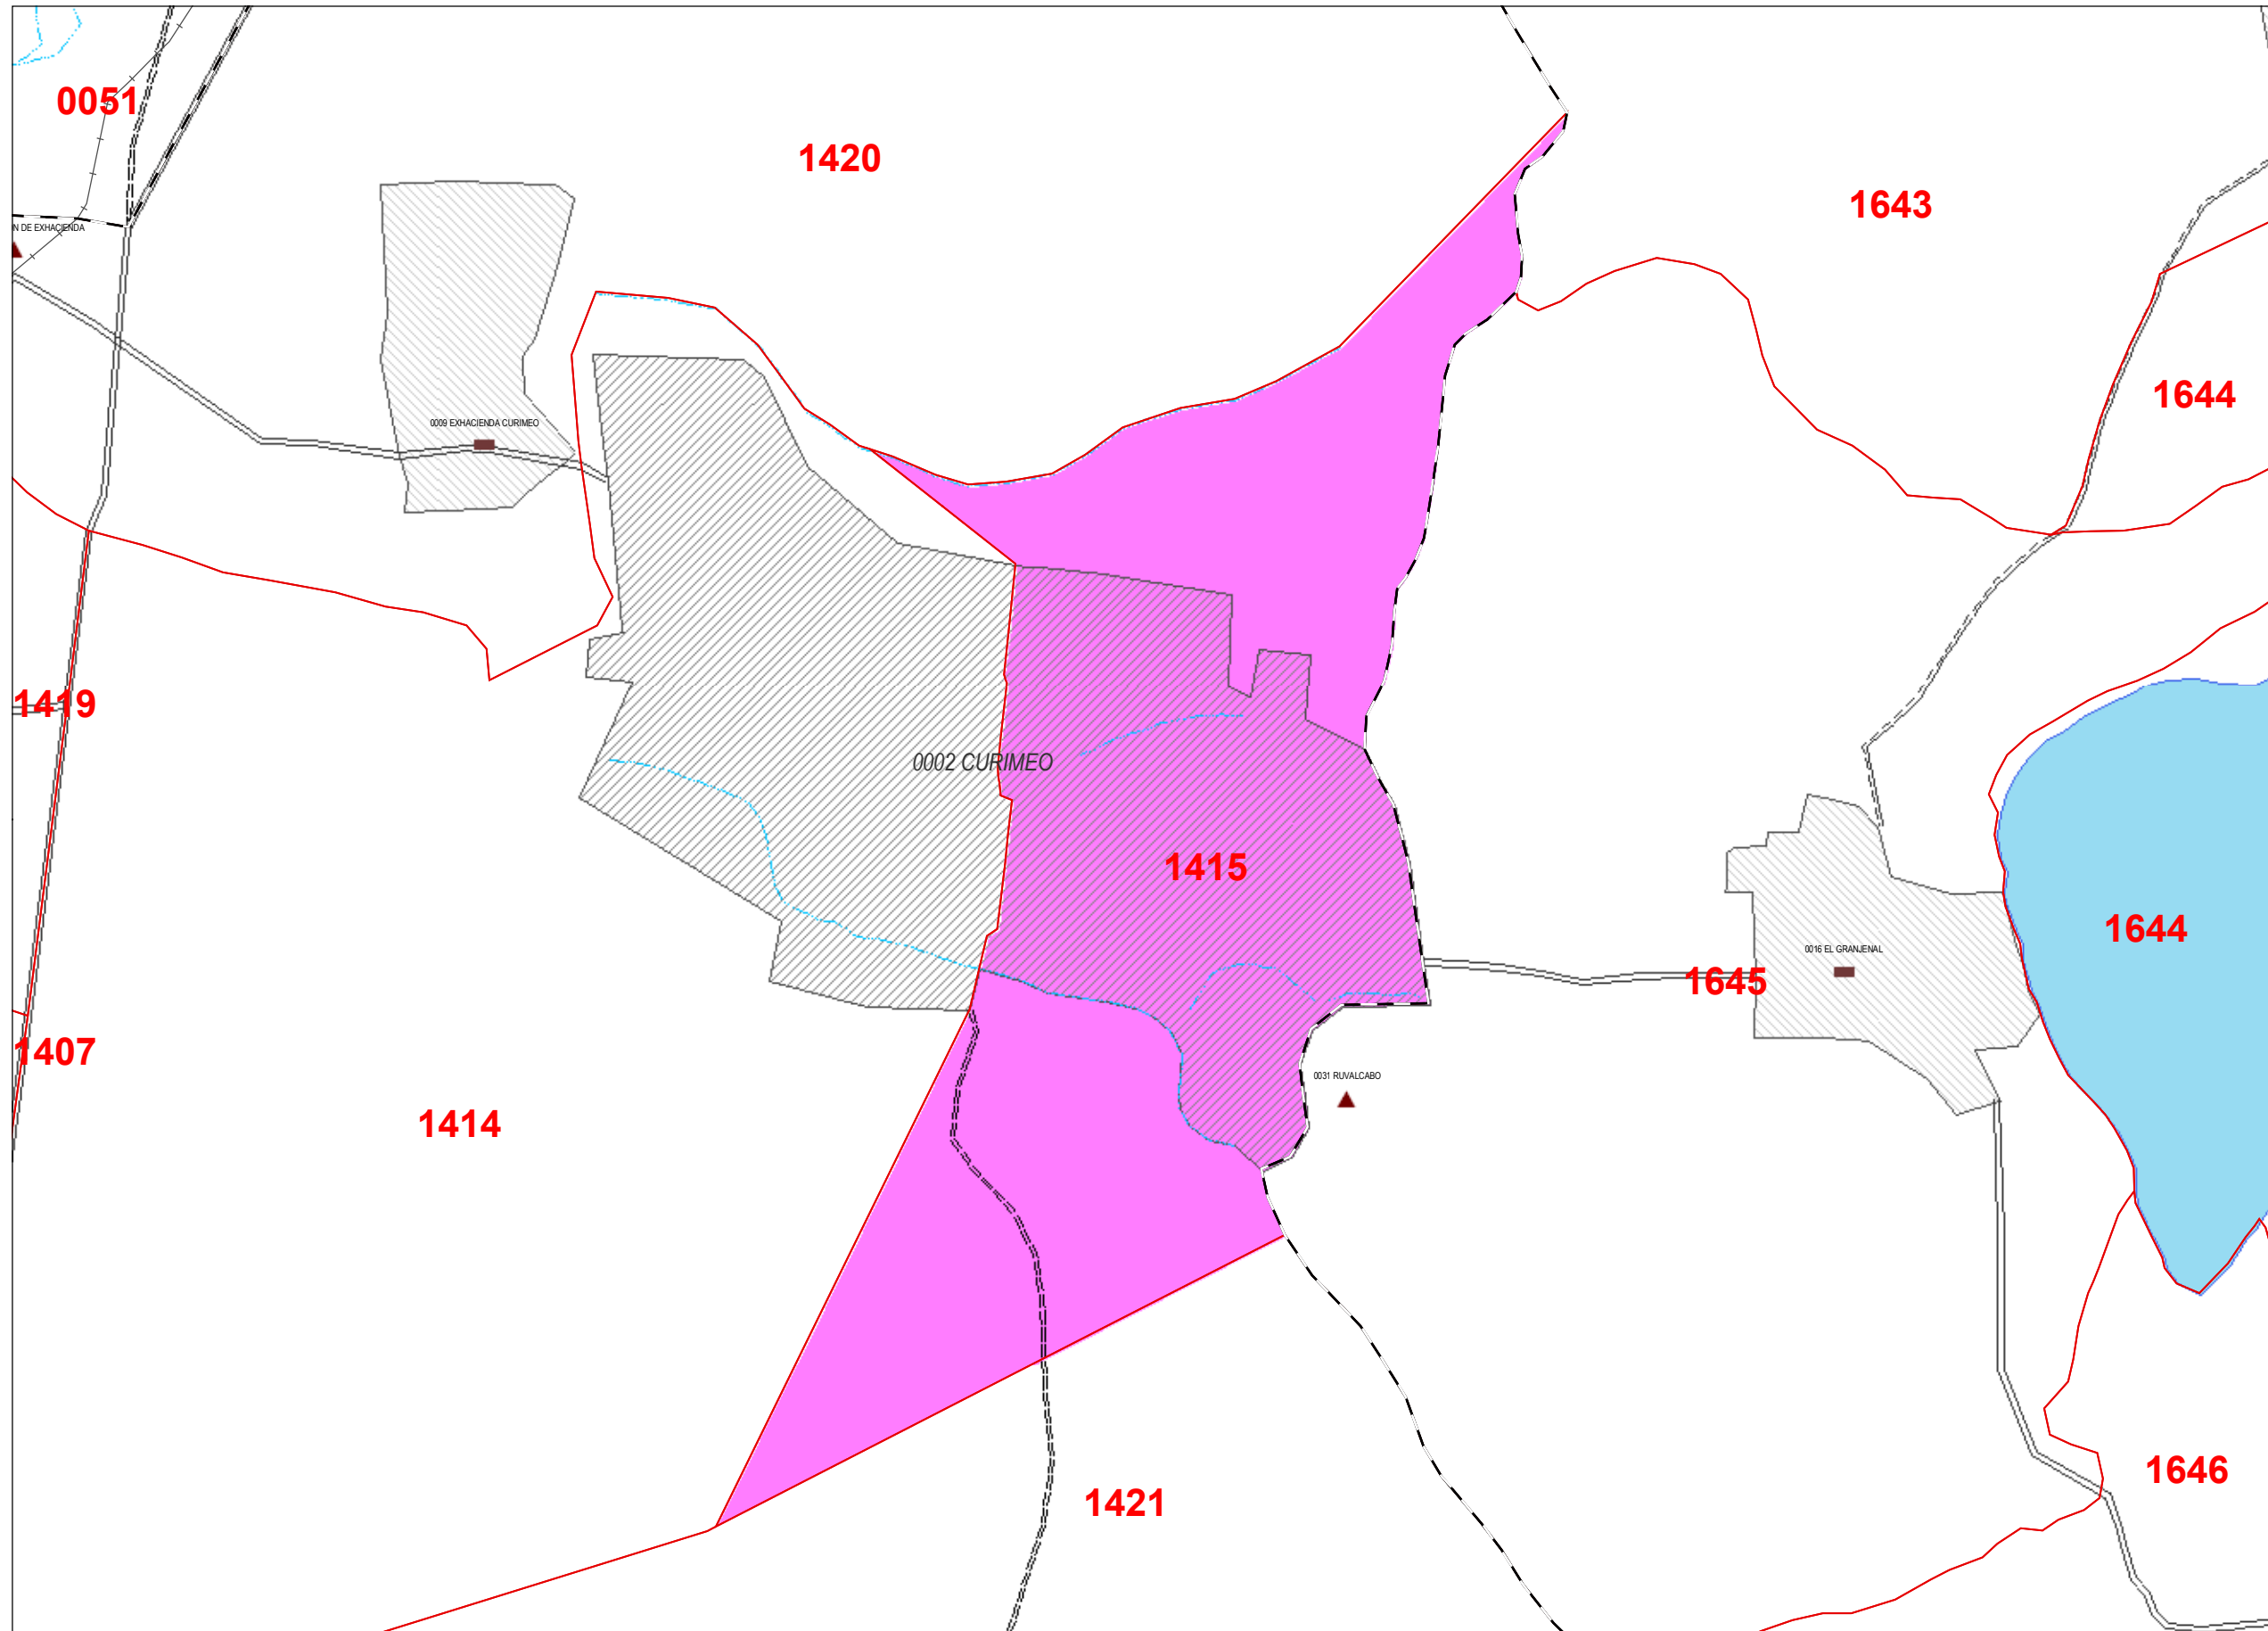 0051
1420
1643
N DE EXHACIENDA
1644
0009 EXHACIENDA CURIMEO
1419
0002 CURIMEO
1415
1644
0016 EL GRANJENAL
1645
1407
0031 RUVALCABO
1414
1646
1421